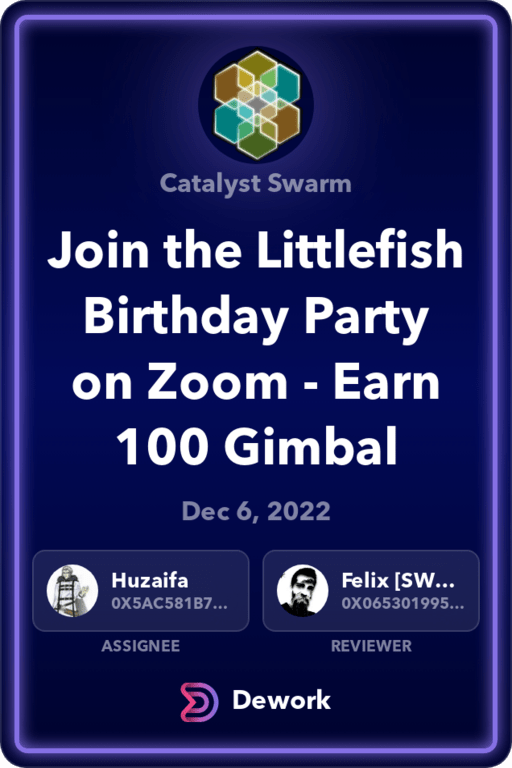 Catalyst Swarm
Join the Littlefish
Birthday Party
on Zoom - Earn
100 Gimbal
Dec 6, 2022
Huzaifa
0X5AC581B7...
ASSIGNEE
Felix [SW...
0X065301995...
REVIEWER
Dework